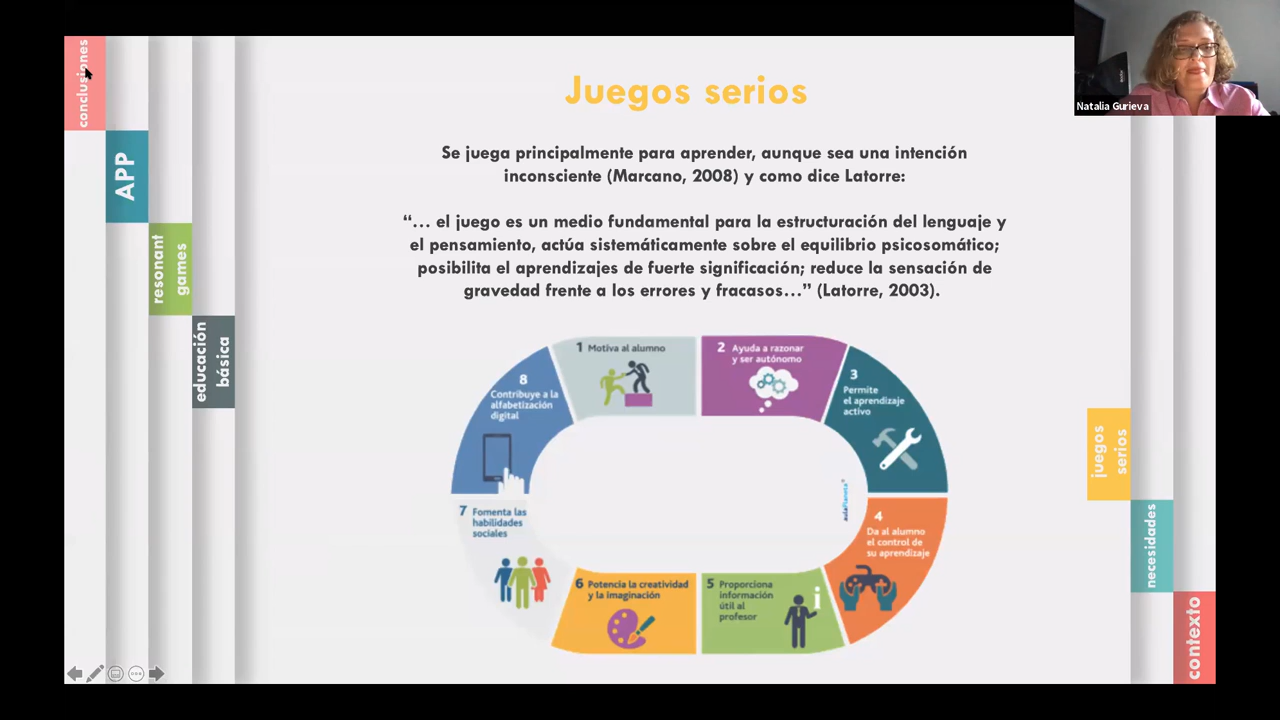 conclusiones
APP
resonant
games
educación
básica
Juegos serios
Se juega principalmente para aprender, aunque sea una intención
inconsciente (Marcano, 2008) y como dice Latorre:
“... el juego es un medio fundamental para la estructuración del lenguaje y
el pensamiento, actúa sistemáticamente sobre el equilibrio psicosomático;
posibilita el aprendizajes de fuerte significación; reduce la sensación de
gravedad frente a los errores y fracasos...” (Latorre, 2003).
1 Motiva al alumno
2 Ayuda a razonar
y ser autónomo
3
Permite
el aprendizaje
activo
4
Da al alumno
el control de
su aprendizaje
5 Proporciona
información
útil al
profesor
i
6 Potencia la creatividad
y la imaginación
7 Fomenta las
habilidades
sociales
8
Contribuye a la
alfabetización
digital
aulaPlaneta
Natalia Gurieva
juegos
serios
necesidades
contexto